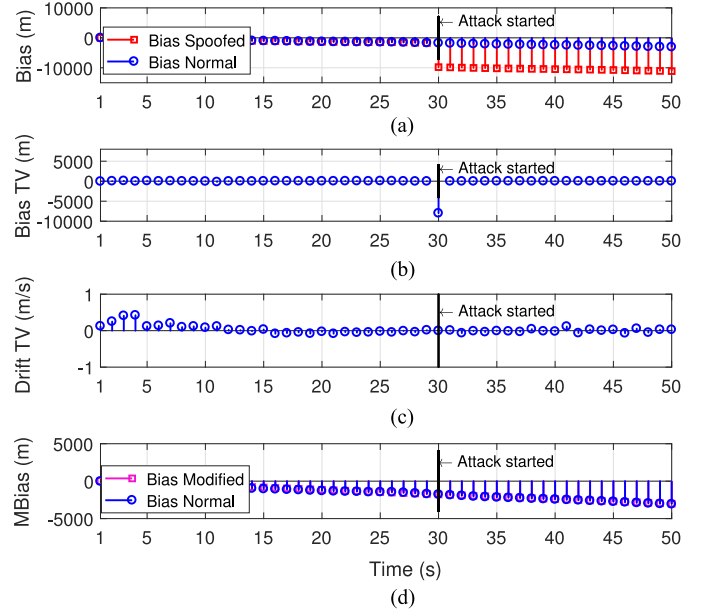 10000
0
-10000
Bias (m)
Bias Spoofed
Bias Normal
← Attack started
1 5 10 15 20 25 30 35 40 45 50
(a)
5000
0
-5000
-10000
Bias TV (m)
← Attack started
1 5 10 15 20 25 30 35 40 45 50
(b)
1
0
-1
Drift TV (m/s)
← Attack started
1 5 10 15 20 25 30 35 40 45 50
(c)
5000
0
-5000
MBias (m)
Bias Modified
Bias Normal
← Attack started
1 5 10 15 20 25 30 35 40 45 50
Time (s)
(d)